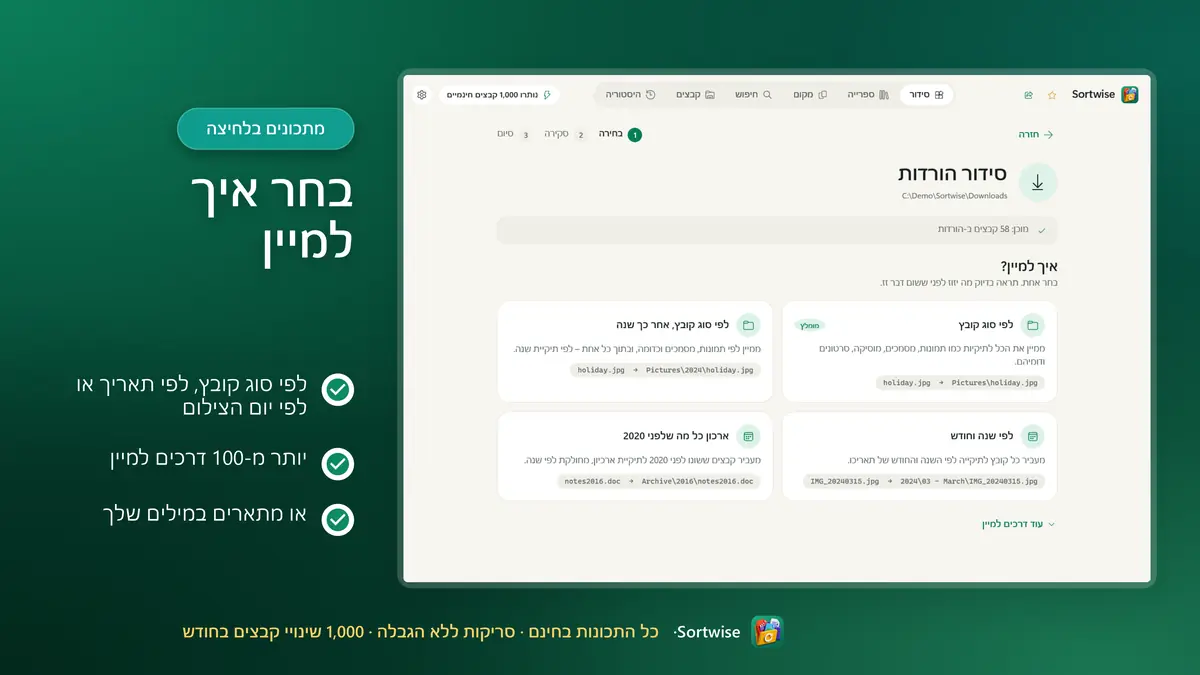 Sortwise
סידור
ספרייה
מקום
חיפוש
קבצים
היסטוריה
נותרו 1,000 קבצים חינמיים
חזרה
1 בחירה
2 סקירה
3 סיום
סידור הורדות
C:\Demo\Sortwise\Downloads
מוכן: 58 קבצים ב-הורדות
איך למיין?
בחר אחת. תראה בדיוק מה יזוז לפני ששום דבר זז.
לפי סוג קובץ
מומלץ
ממיין את הכל לתיקיות כמו תמונות, מסמכים, מוסיקה, סרטונים
ודומיהם.
holiday.jpg → Pictures\holiday.jpg
לפי סוג קובץ, אחר כך שנה
ממיין לפי תמונות, מסמכים וכדומה, ובתוך כל אחת – לפי תיקיית שנה.
holiday.jpg → Pictures\2024\holiday.jpg
לפי שנה וחודש
מעביר כל קובץ לתיקייה לפי השנה והחודש של תאריכו.
IMG_20240315.jpg → 2024\03 - March\IMG_20240315.jpg
ארכון כל מה שלפני 2020
מעביר קבצים ששונו לפני 2020 לתיקיית ארכיון, מחולקת לפי שנה.
notes2016.doc → Archive\2016\notes2016.doc
עוד דרכים למיין
מתכונים בלחיצה
בחר איך
למיין
לפי סוג קובץ, לפי תאריך או
לפי יום הצילום
יותר מ-100 דרכים למיין
או מתארים במילים שלך
Sortwise· כל התכונות בחינם · סריקות ללא הגבלה · 1,000 שינויי קבצים בחודש